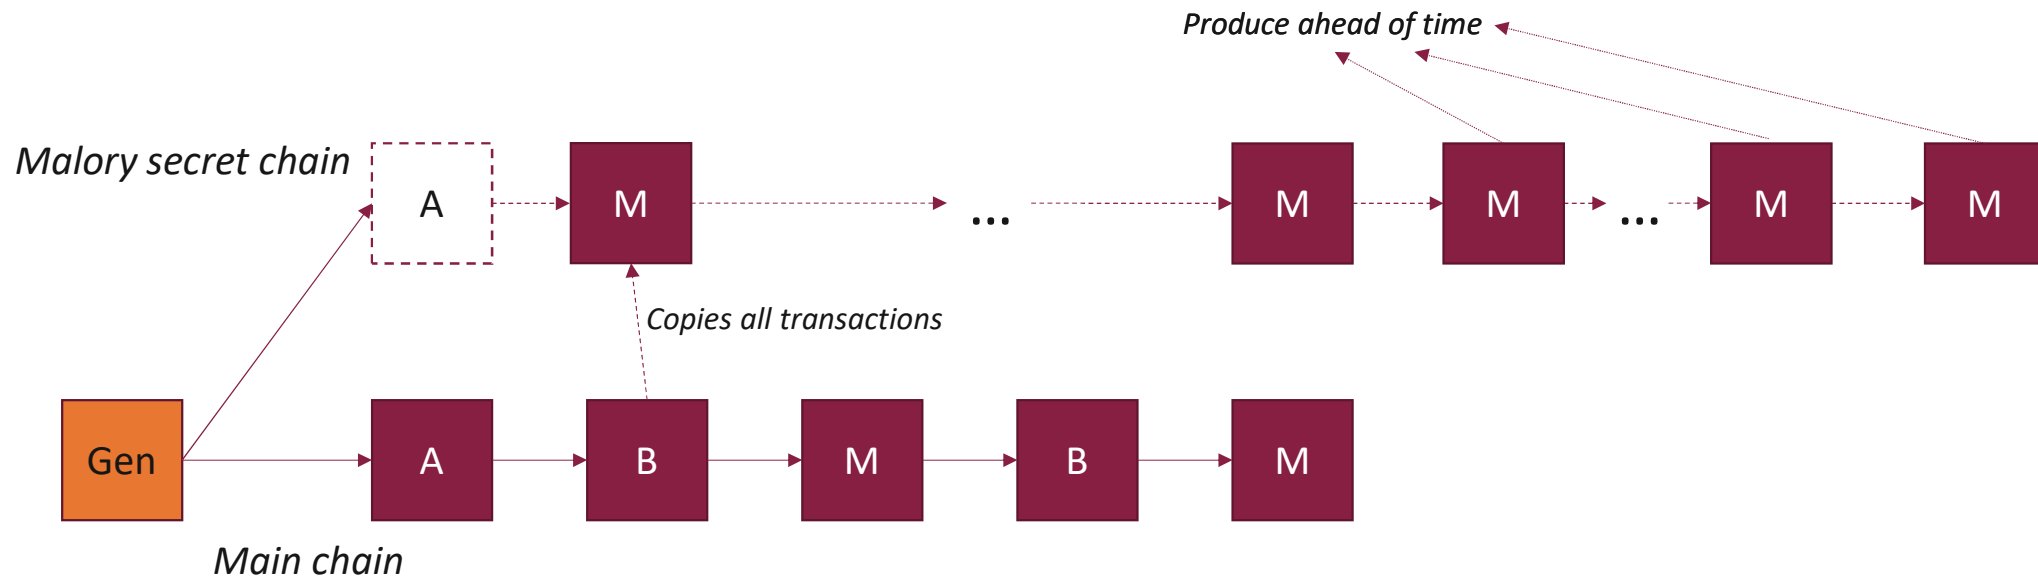 Produce ahead of time
Malory secret chain
A
M
...
M
M
...
M
M
Copies all transactions
Gen
A
B
M
B
M
Main chain